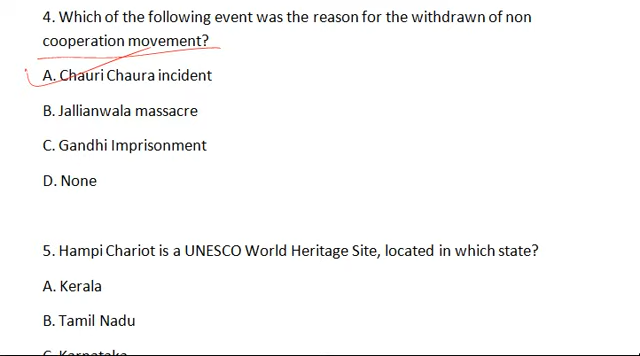 4. Which of the following event was the reason for the withdrawn of non
cooperation movement?
A. Chauri Chaura incident
B. Jallianwala massacre
C. Gandhi Imprisonment
D. None
5. Hampi Chariot is a UNESCO World Heritage Site, located in which state?
A. Kerala
B. Tamil Nadu
C. Karnataka